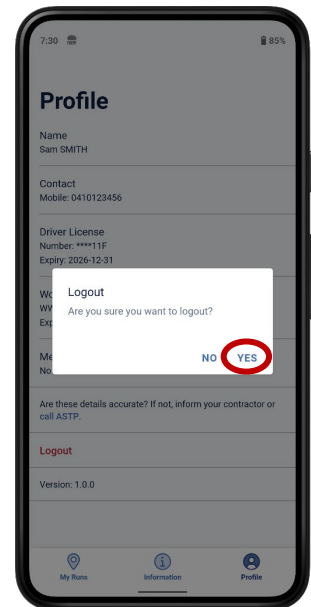 7:30 85%
Profile
Name
Sam SMITH
Contact
Mobile: 0410123456
Driver License
Number: ****11F
Expiry: 2026-12-31
Logout
Are you sure you want to logout?
NO YES
Are these details accurate? If not, inform your contractor or
call ASTP.
Logout
Version: 1.0.0
My Runs Information Profile